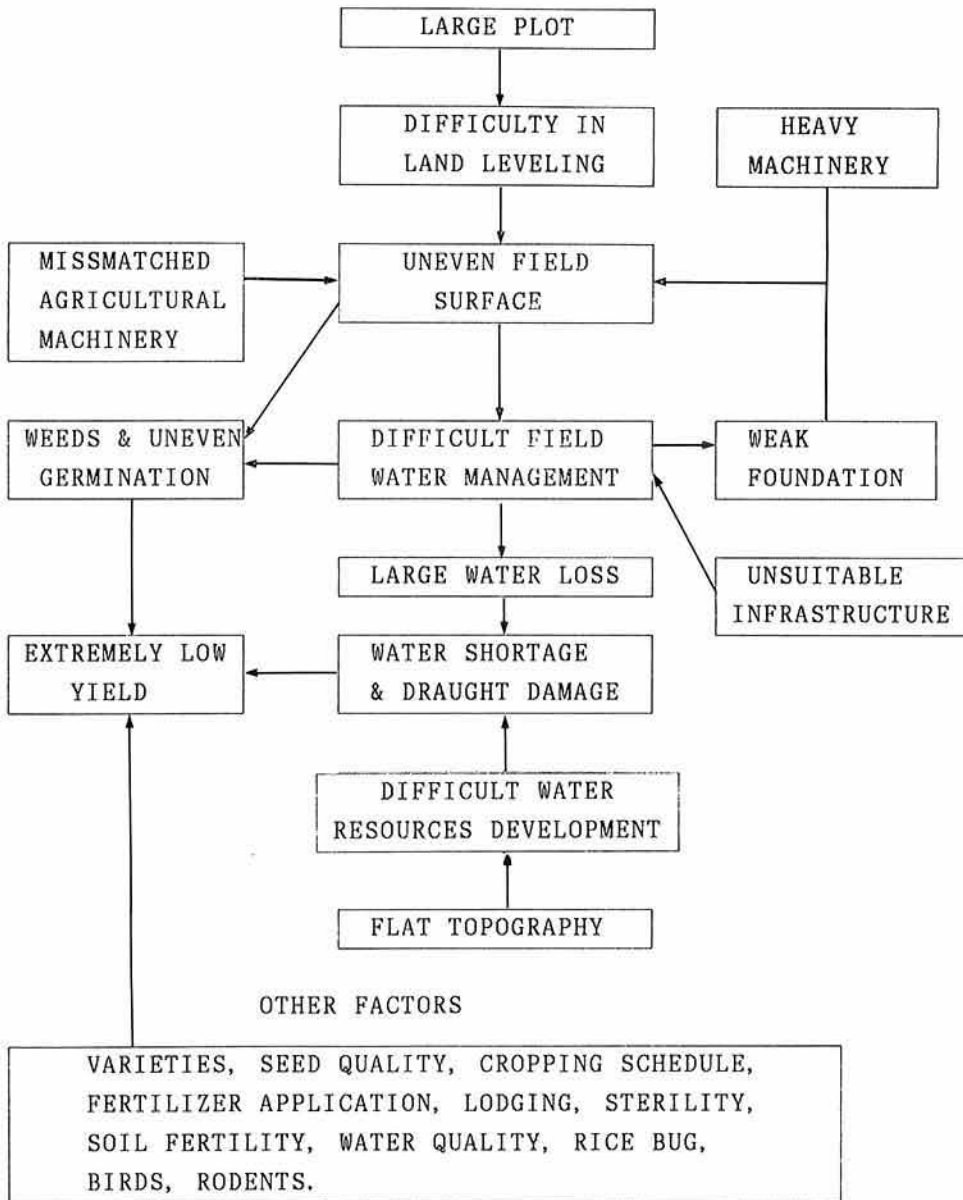 LARGE PLOT
DIFFICULTY IN
LAND LEVELING
HEAVY
MACHINERY
MISSMATCHED
AGRICULTURAL
MACHINERY
UNEVEN FIELD
SURFACE
WEEDS & UNEVEN
GERMINATION
DIFFICULT FIELD
WATER MANAGEMENT
WEAK
FOUNDATION
LARGE WATER LOSS
UNSUITABLE
INFRASTRUCTURE
EXTREMELY LOW
YIELD
WATER SHORTAGE
& DRAUGHT DAMAGE
DIFFICULT WATER
RESOURCES DEVELOPMENT
FLAT TOPOGRAPHY
OTHER FACTORS
VARIETIES, SEED QUALITY, CROPPING SCHEDULE,
FERTILIZER APPLICATION, LODGING, STERILITY,
SOIL FERTILITY, WATER QUALITY, RICE BUG,
BIRDS, RODENTS.